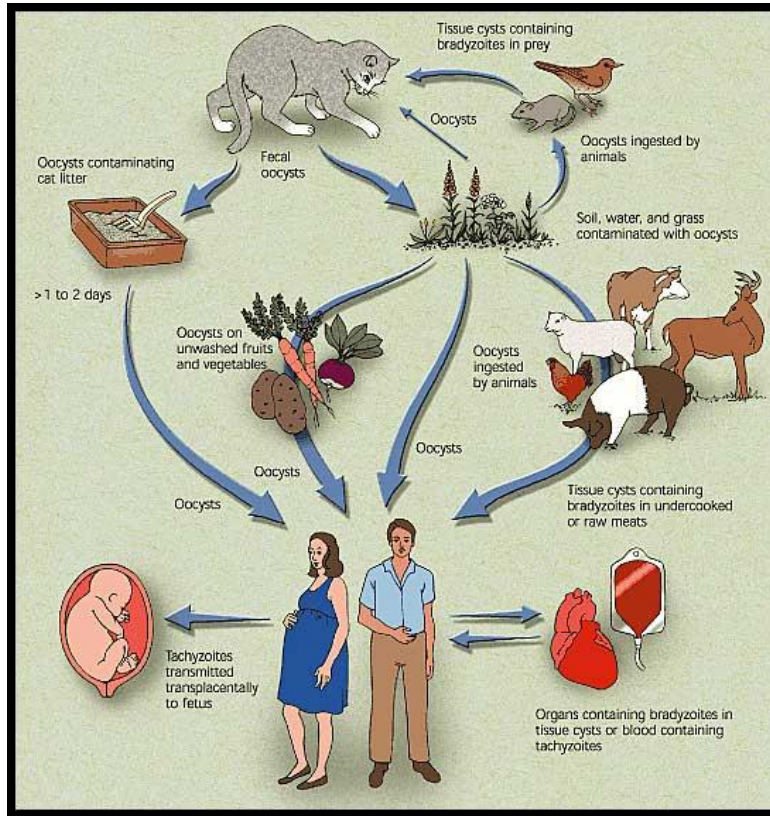 Tissue cysts containing
bradyzoites in prey
Oocysts
Oocysts ingested by
animals
Fecal
oocysts
Oocysts contaminating
cat litter
Soil, water, and grass
contaminated with oocysts
>1 to 2 days
Oocysts on
unwashed fruits
and vegetables
Oocysts
ingested
by animals
Oocysts
Oocysts
Oocysts
Tissue cysts containing
bradyzoites in undercooked
or raw meats
Tachyzoites
transmitted
transplacentally
to fetus
Organs containing bradyzoites in
tissue cysts or blood containing
tachyzoites